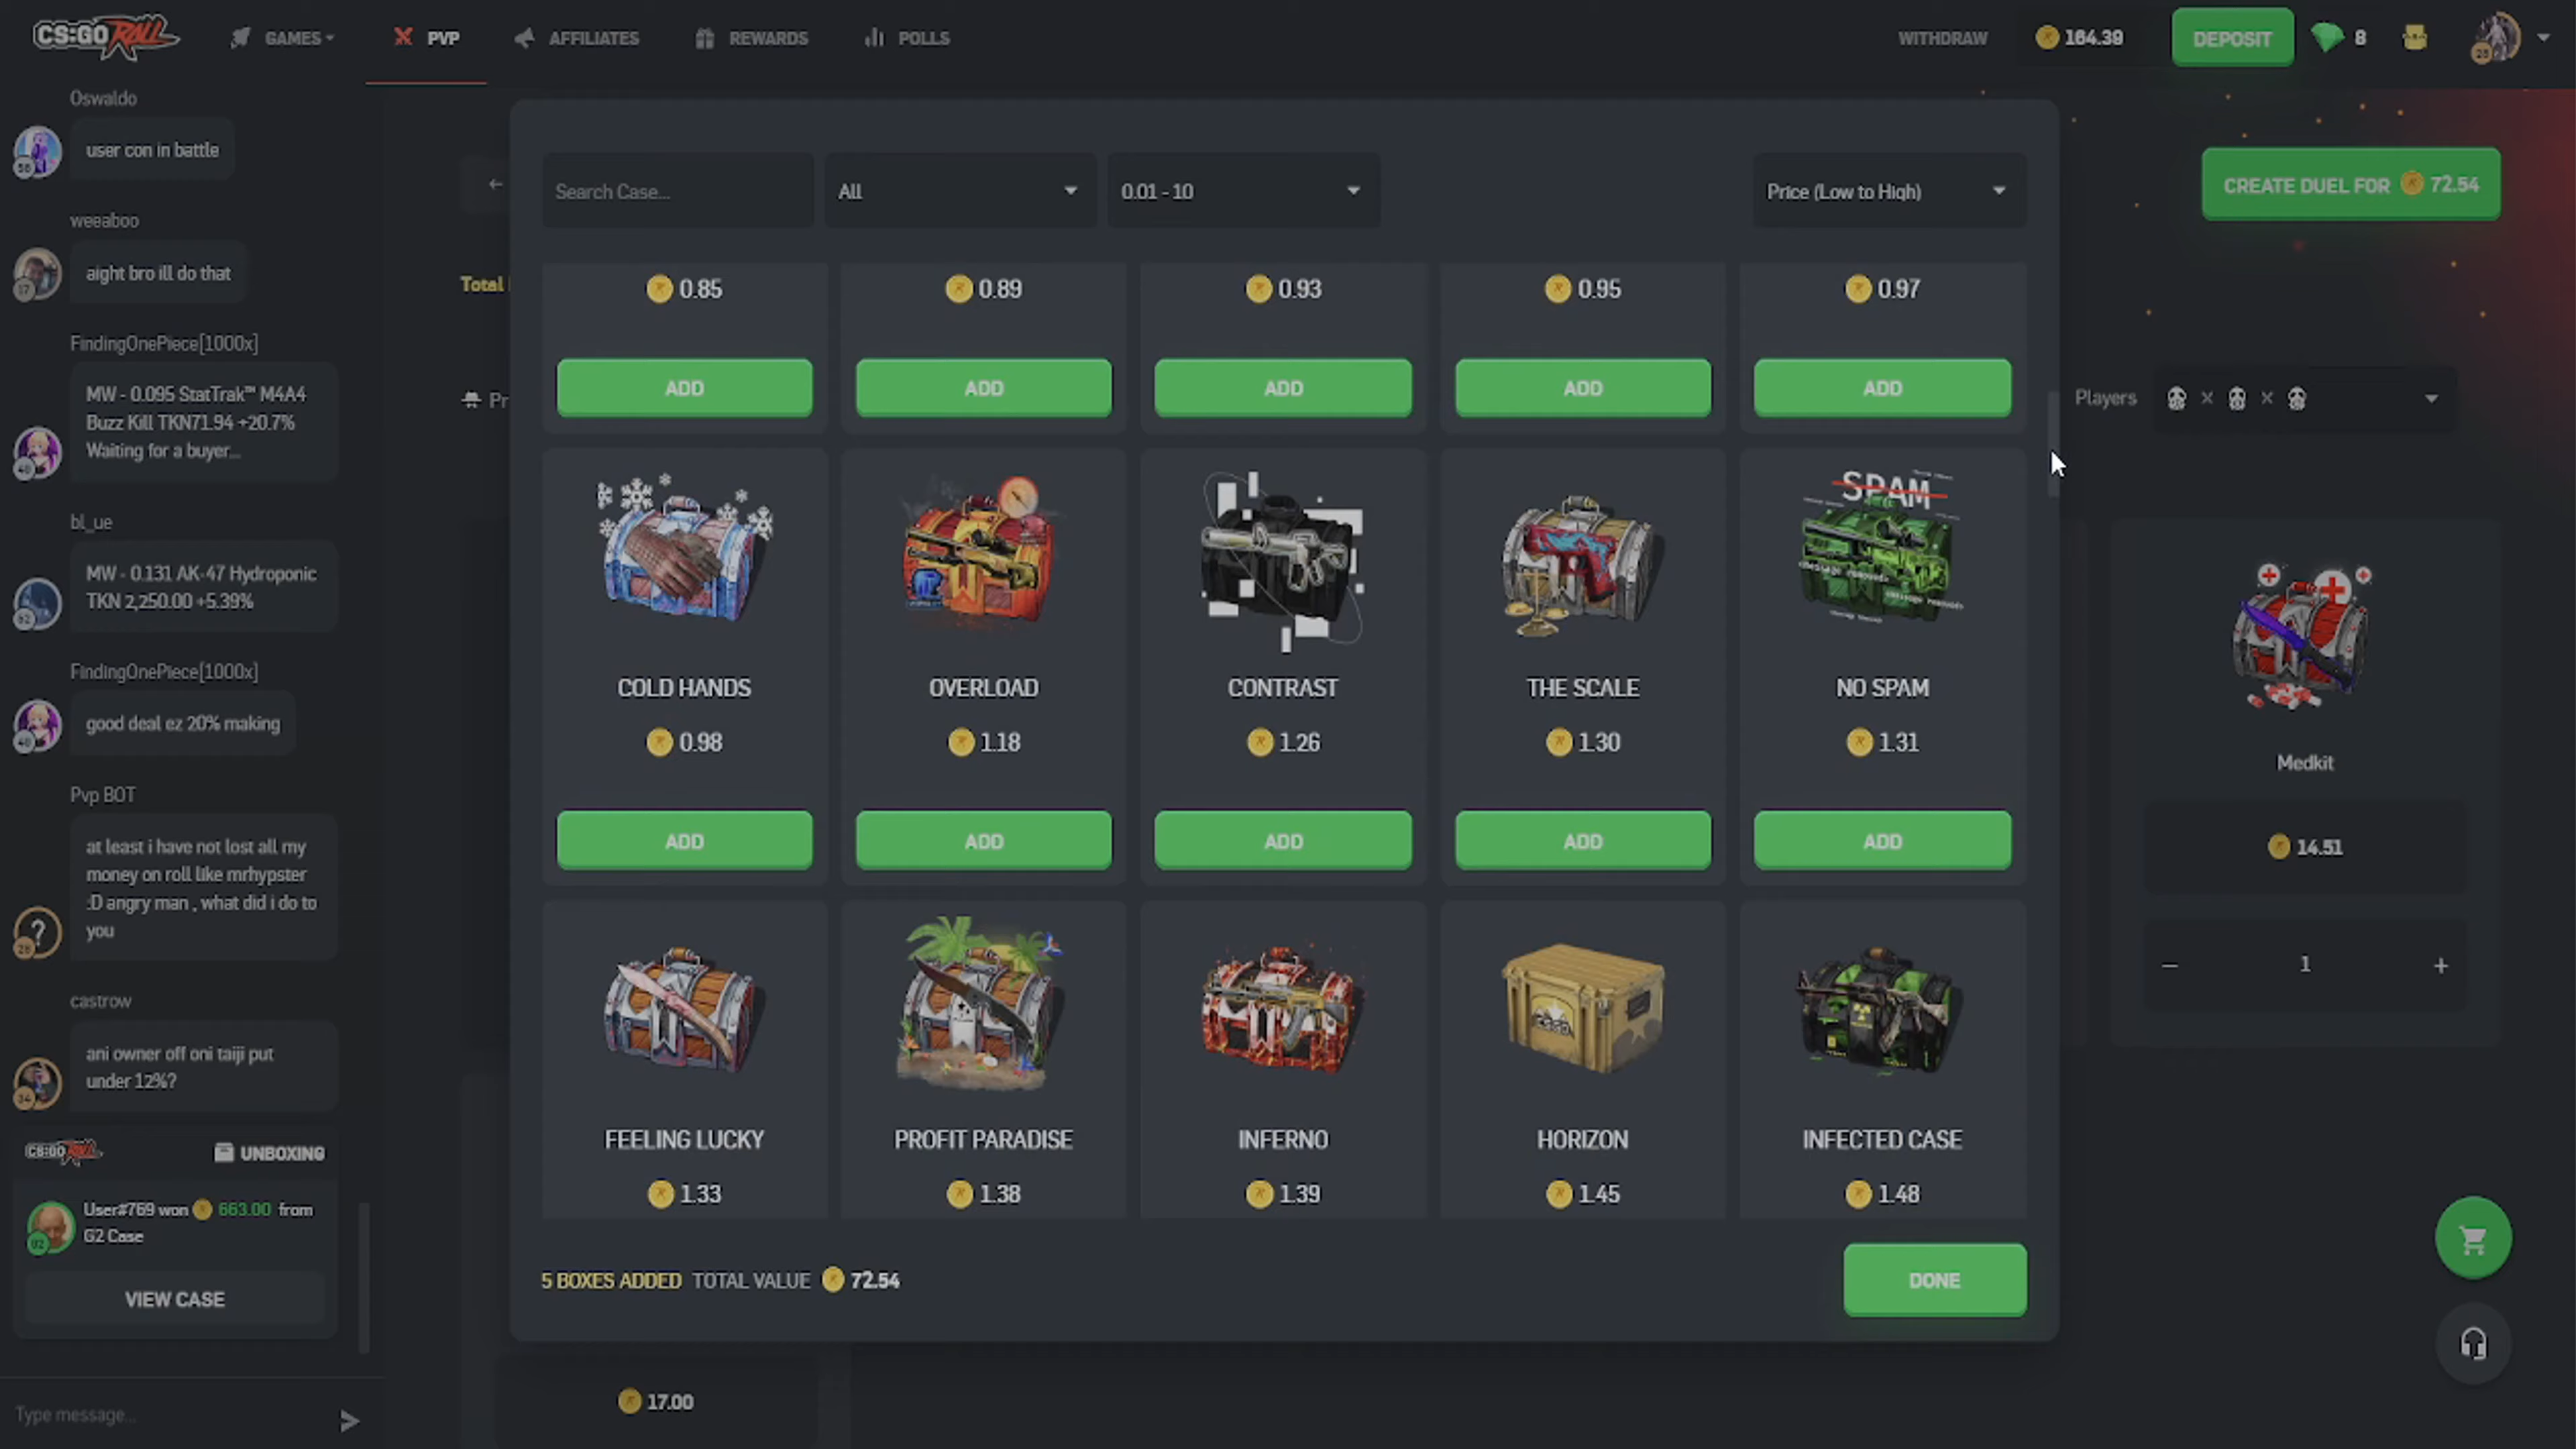 CS:GO ROLL
GAMES
PVP
AFFILIATES
REWARDS
POLLS
WITHDRAW
164.39
DEPOSIT
8
25
Oswaldo
user con in battle
weeaboo
17
aight bro ill do that
FindingOnePiece[1000x]
MW - 0.095 StatTrak™ M4A4
Buzz Kill TKN71.94 +20.7%
Waiting for a buyer...
bl_ue
MW - 0.131 AK-47 Hydroponic
TKN 2,250.00 +5.39%
FindingOnePiece[1000x]
good deal ez 20% making
Pvp BOT
at least i have not lost all my
money on roll like mrhypster
:D angry man , what did i do to
you
?
castrow
ani owner off oni taiji put
under 12%?
34
CS:GO ROLL
UNBOXING
User#769 won 663.00 from
G2 Case
VIEW CASE
Type message...
Total
Pr
Search Case...
All
0.01 - 10
Price (Low to High)
0.85
0.89
0.93
0.95
0.97
ADD
ADD
ADD
ADD
ADD
SPAM
COLD HANDS
OVERLOAD
CONTRAST
THE SCALE
NO SPAM
0.98
1.18
1.26
1.30
1.31
ADD
ADD
ADD
ADD
ADD
CS:GO
FEELING LUCKY
PROFIT PARADISE
INFERNO
HORIZON
INFECTED CASE
1.33
1.38
1.39
1.45
1.48
5 BOXES ADDED TOTAL VALUE 72.54
DONE
17.00
CREATE DUEL FOR 72.54
Players
Medkit
14.51
1